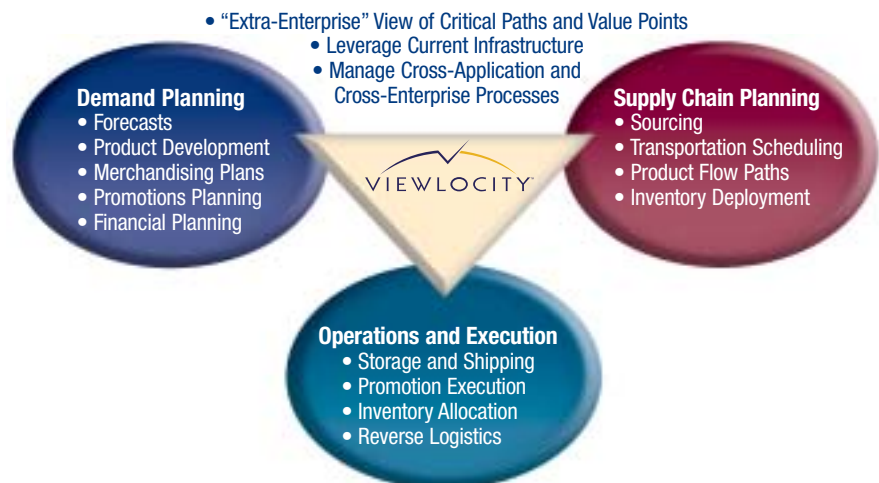 • “Extra-Enterprise” View of Critical Paths and Value Points
• Leverage Current Infrastructure
• Manage Cross-Application and
Cross-Enterprise Processes
Demand Planning
• Forecasts
• Product Development
• Merchandising Plans
• Promotions Planning
• Financial Planning
VIEWLOCITY
Supply Chain Planning
• Sourcing
• Transportation Scheduling
• Product Flow Paths
• Inventory Deployment
Operations and Execution
• Storage and Shipping
• Promotion Execution
• Inventory Allocation
• Reverse Logistics